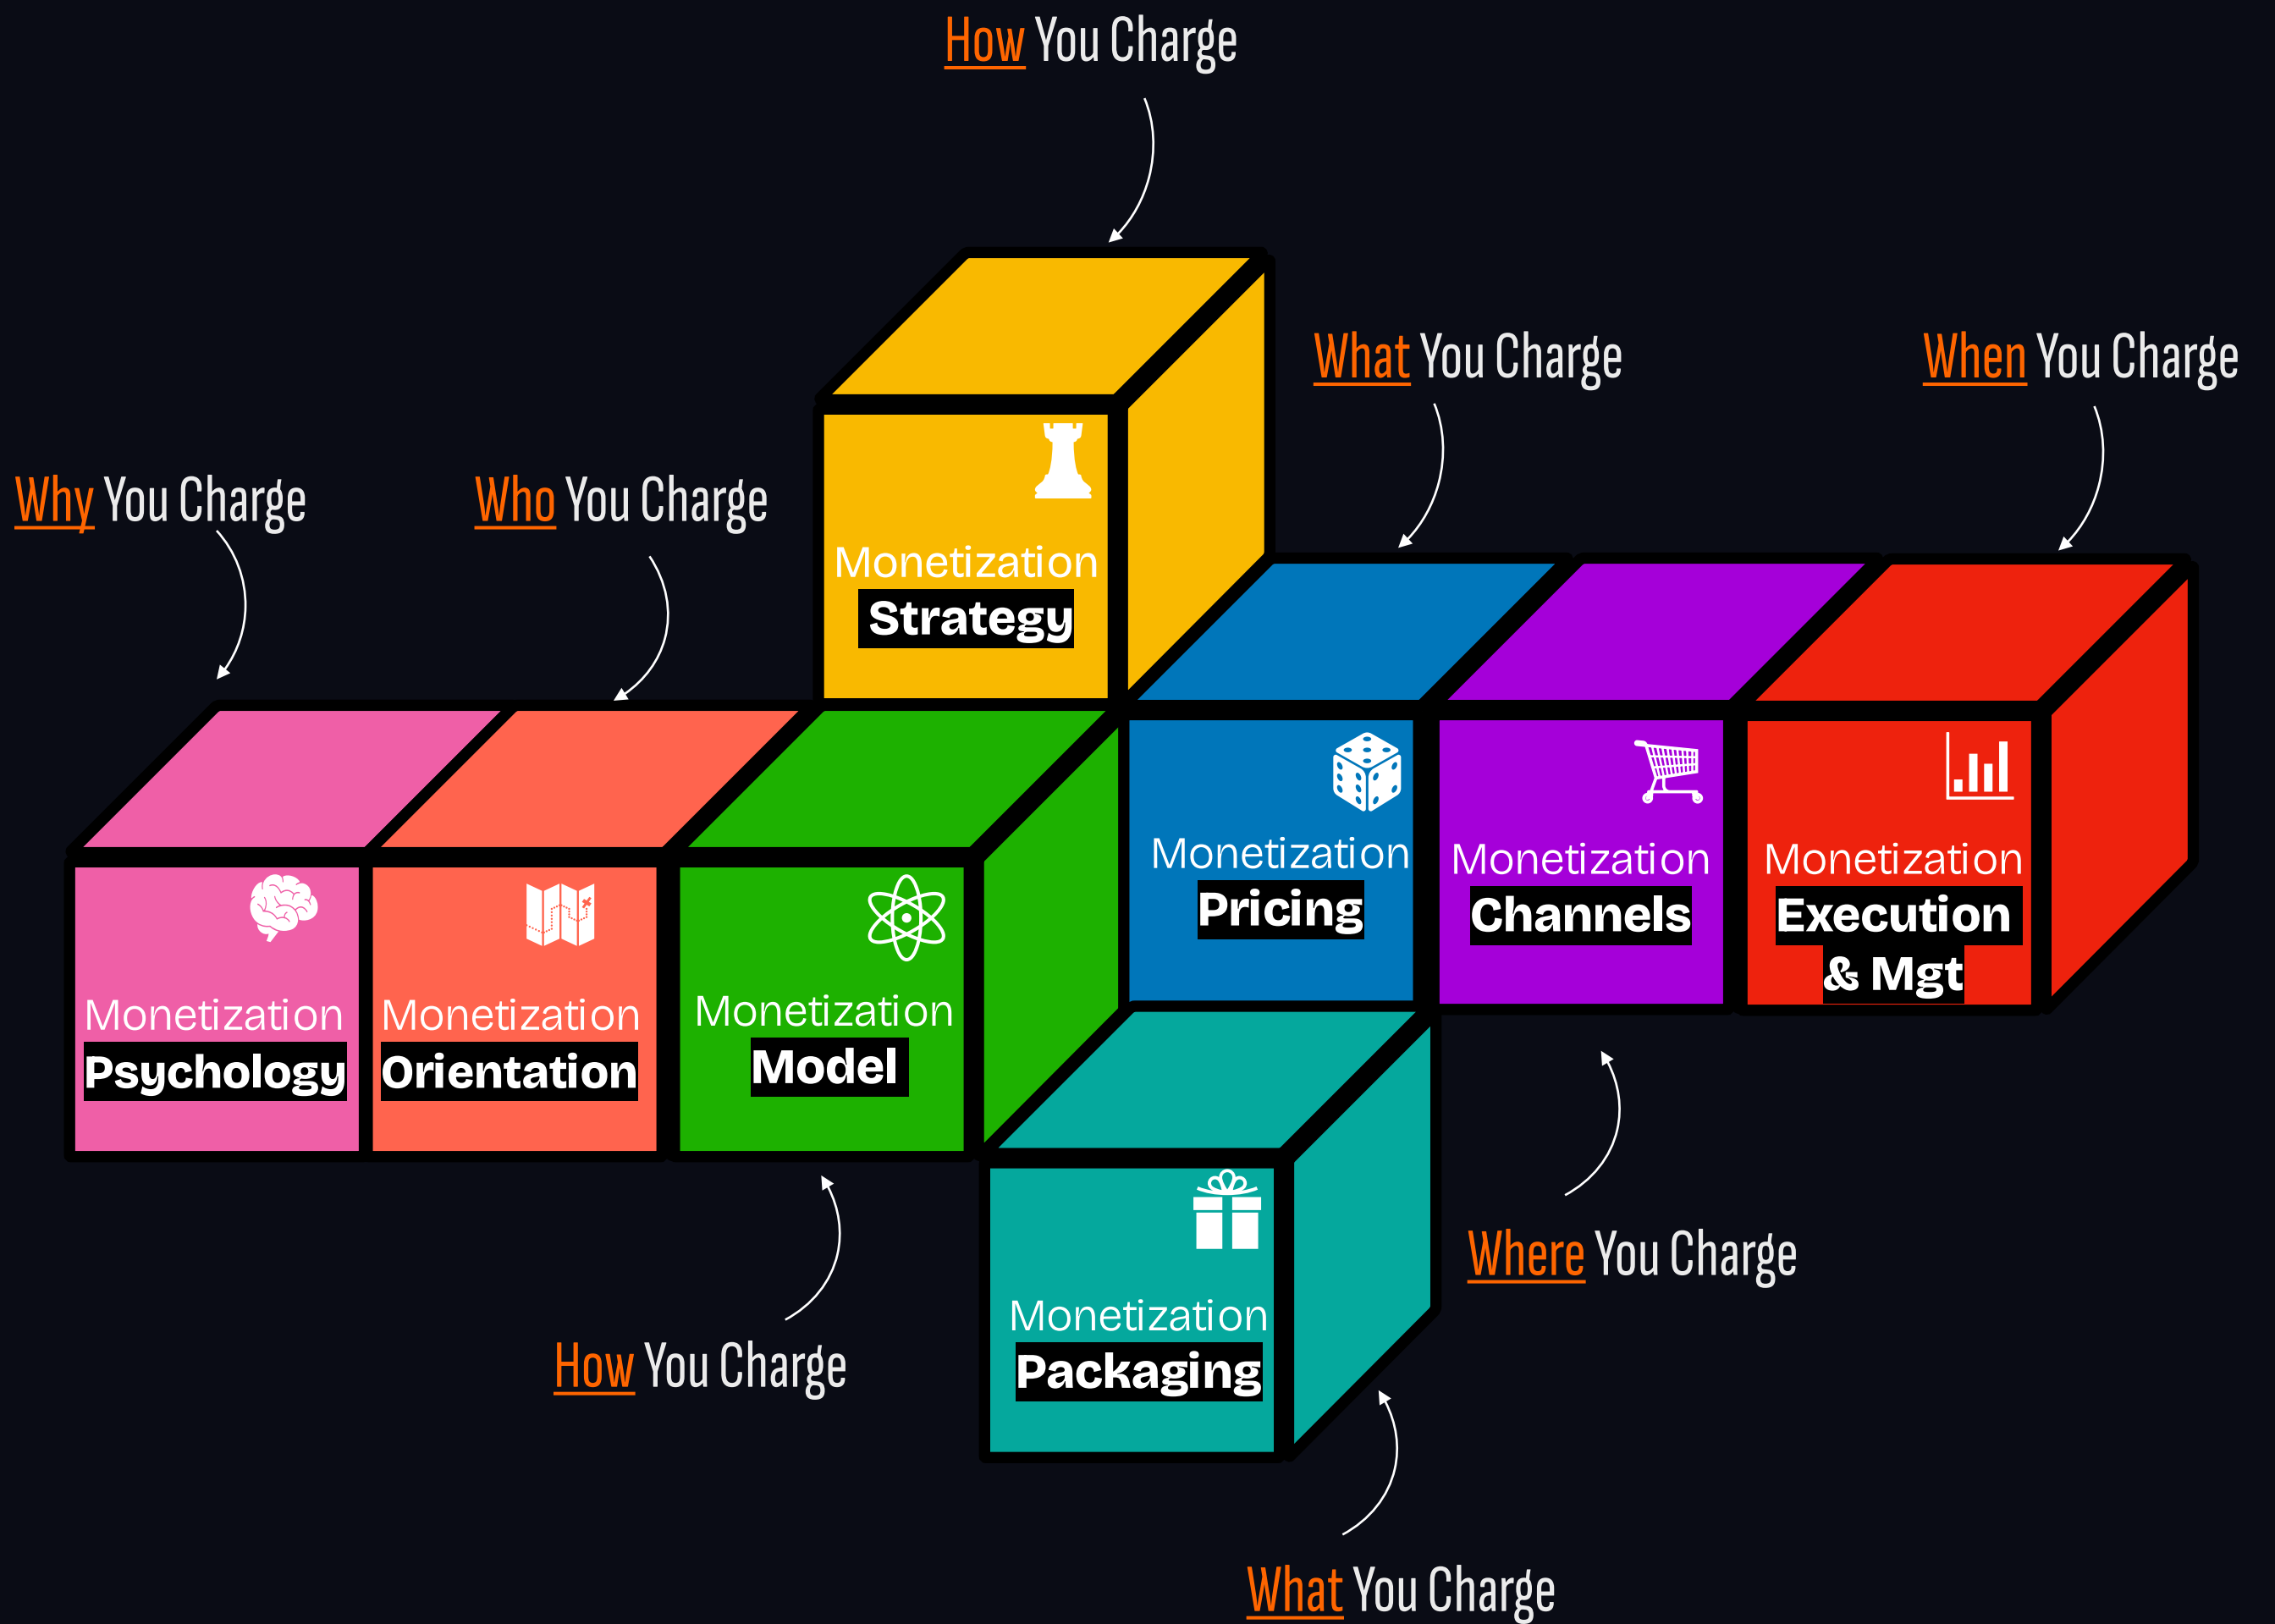 How You Charge
What You Charge
When You Charge
Why You Charge
Who You Charge
Monetization
Strategy
Monetization
Pricing
Monetization
Channels
Monetization
Execution
& Mgt
Monetization
Psychology
Monetization
Orientation
Monetization
Model
Where You Charge
Monetization
Packaging
How You Charge
What You Charge